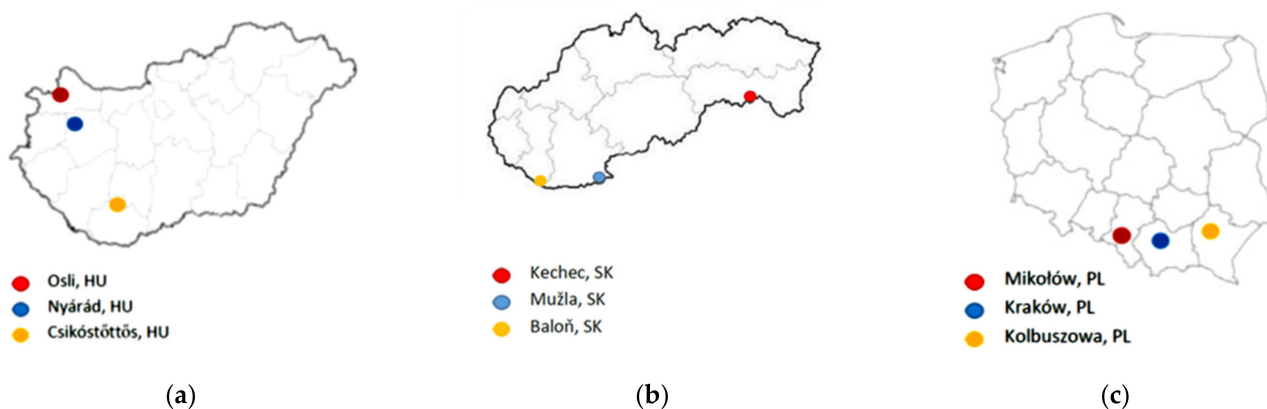 Osli, HU
Nyárád, HU
Csikóstőttős, HU
(a)
Kechec, SK
Mužla, SK
Baloň, SK
(b)
Mikołów, PL
Kraków, PL
Kolbuszowa, PL
(c)